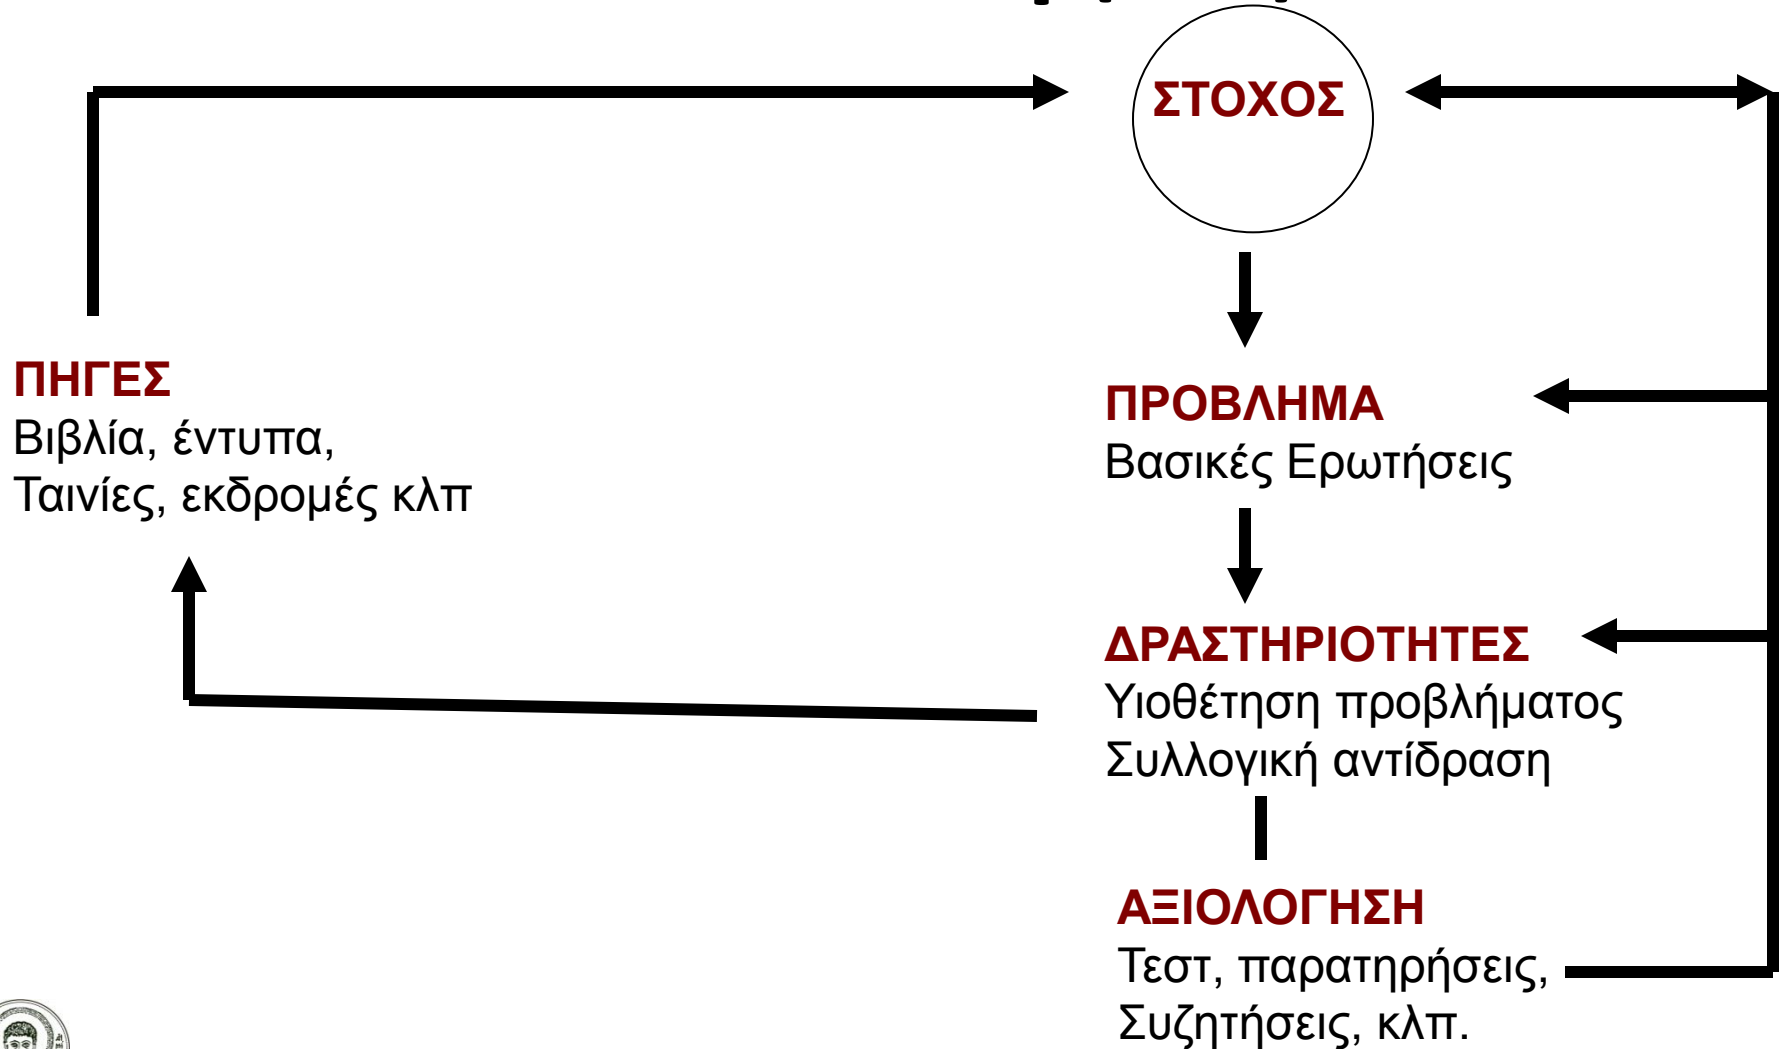 ΣΤΟΧΟΣ
ΠΗΓΕΣ
Βιβλία, έντυπα,
Ταινίες, εκδρομές κλπ
ΠΡΟΒΛΗΜΑ
Βασικές Ερωτήσεις
ΔΡΑΣΤΗΡΙΟΤΗΤΕΣ
Υιοθέτηση προβλήματος
Συλλογική αντίδραση
ΑΞΙΟΛΟΓΗΣΗ
Τεστ, παρατηρήσεις,
Συζητήσεις, κλπ.